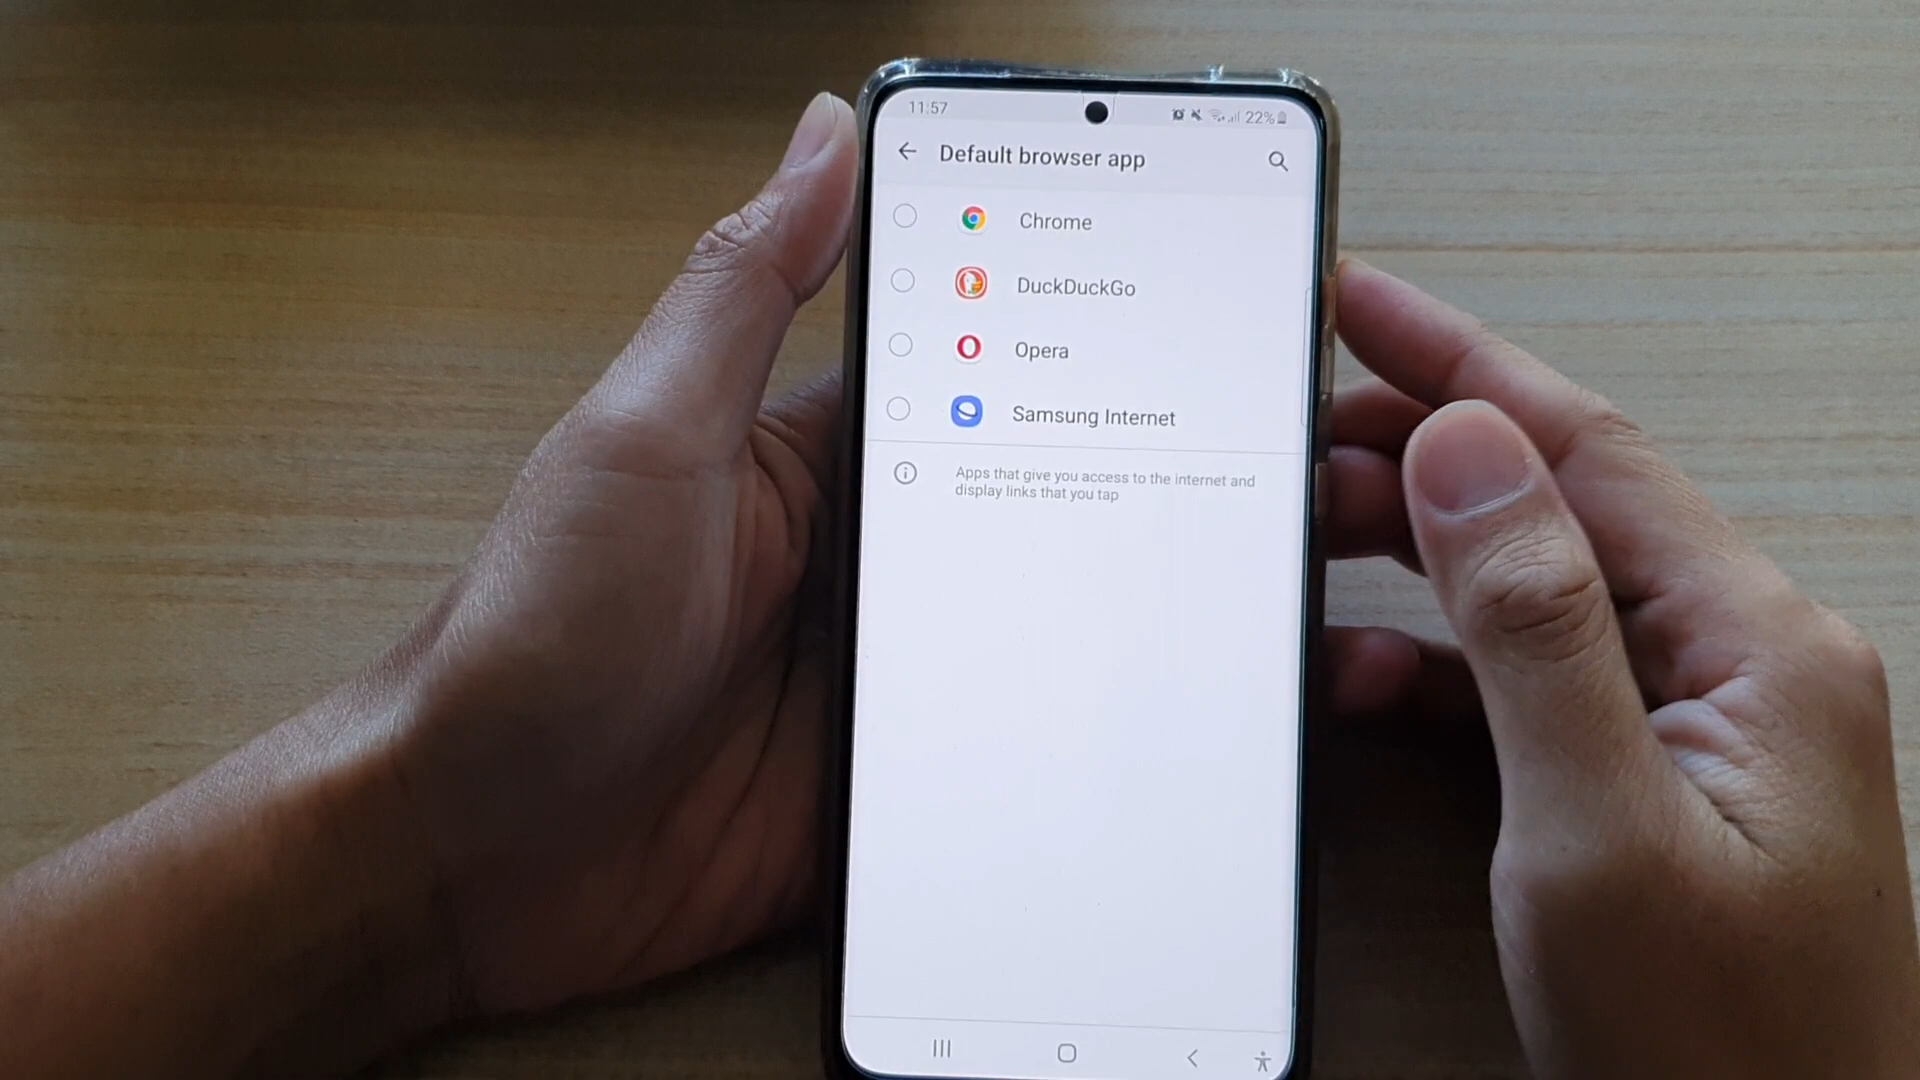 11:57
22%
Default browser app
Chrome
DuckDuckGo
Opera
Samsung Internet
Apps that give you access to the internet and
display links that you tap